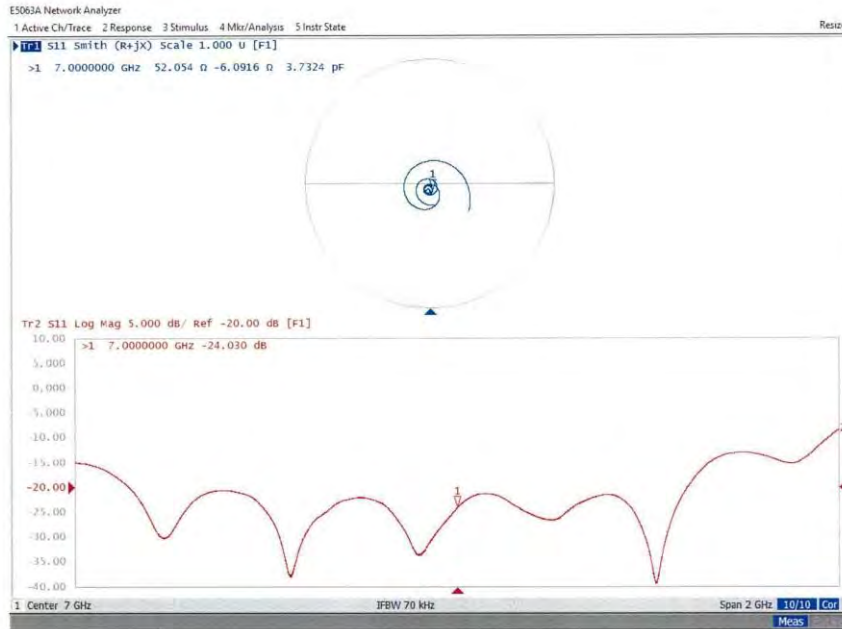 E5063A Network Analyzer
1 Active Ch/Trace 2 Response 3 Stimulus 4 Mkr/Analysis 5 Instr State
Resize
Tr1 S11 Smith (R+jX) Scale 1.000 U [F1]
>1 7.0000000 GHz 52.054 Ω -6.0916 Ω 3.7324 pF
1
Tr2 S11 Log Mag 5.000 dB/ Ref -20.00 dB [F1]
10.00
>1 7.0000000 GHz -24.030 dB
5.000
0.000
-5.000
-10.00
-15.00
-20.00
1
-25.00
-30.00
-35.00
-40.00
1 Center 7 GHz
IFBW 70 kHz
Span 2 GHz 10/10 Cor
Meas